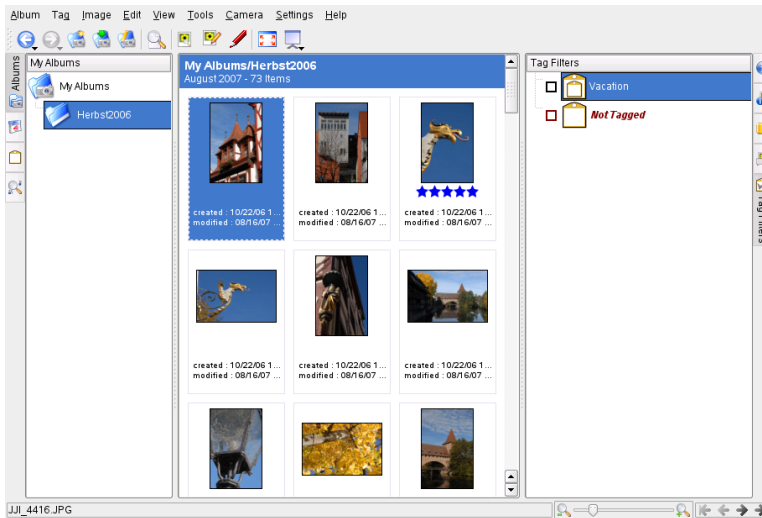 Album Tag Image Edit View Tools Camera Settings Help
Albums
My Albums
My Albums
Herbst2006
My Albums/Herbst2006
August 2007 - 73 Items
created : 10/22/06 1...
modified : 08/16/07 ...
created : 10/22/06 1...
modified : 08/16/07 ...
created : 10/22/06 1...
modified : 08/16/07 ...
created : 10/22/06 1...
modified : 08/16/07 ...
created : 10/22/06 1...
modified : 08/16/07 ...
created : 10/22/06 1...
modified : 08/16/07 ...
Tag Filters
Vacation
Not Tagged
Tag Filters
JJI_4416.JPG